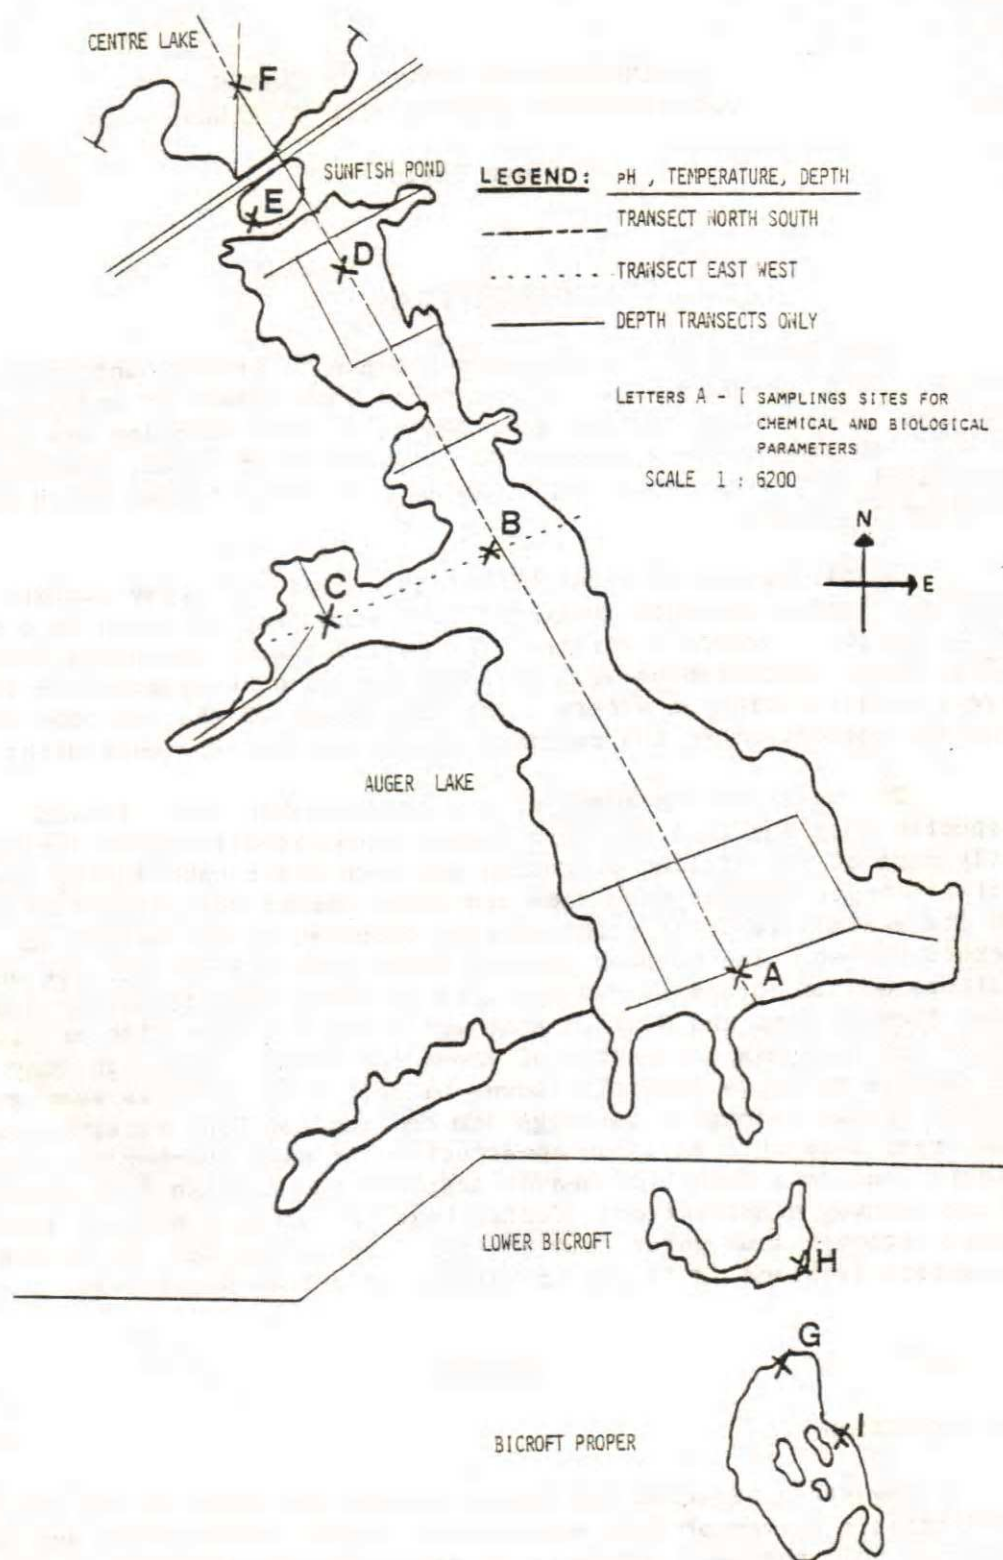 CENTRE LAKE
F
SUNFISH POND
LEGEND: pH , TEMPERATURE, DEPTH
E
TRANSECT NORTH SOUTH
D
TRANSECT EAST WEST
DEPTH TRANSECTS ONLY
LETTERS A - I SAMPLINGS SITES FOR
CHEMICAL AND BIOLOGICAL
PARAMETERS
SCALE 1 : 6200
B
N
E
C
AUGER LAKE
A
LOWER BICROFT
H
G
I
BICROFT PROPER